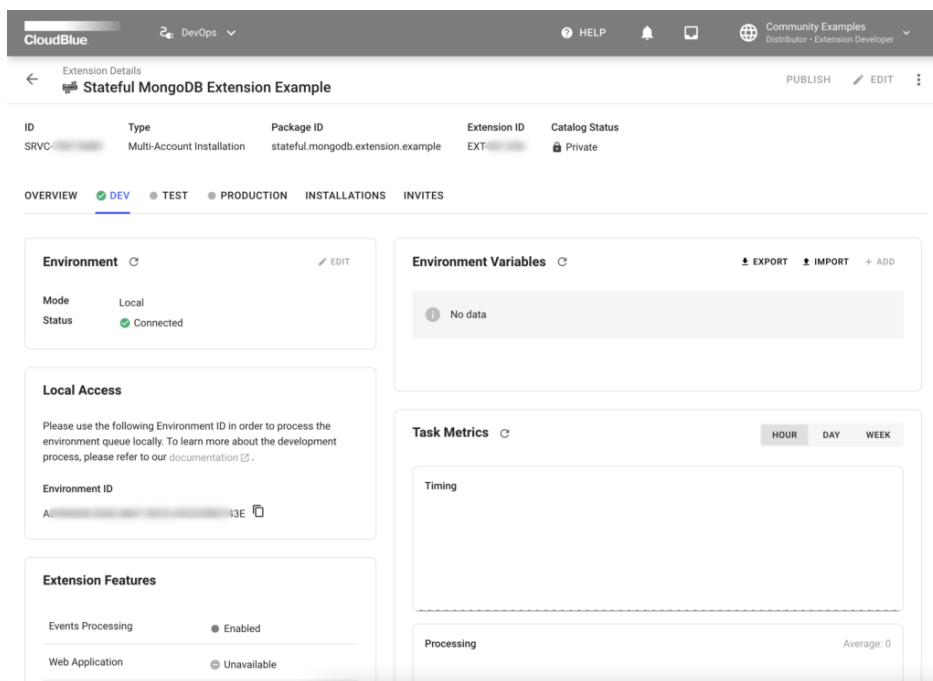 CloudBlue
DevOps
HELP
Community Examples
Distributor • Extension Developer
Extension Details
Stateful MongoDB Extension Example
PUBLISH
EDIT
ID
Type
Package ID
Extension ID
Catalog Status
SRVC-
Multi-Account Installation
stateful.mongodb.extension.example
EXT-
Private
OVERVIEW
DEV
TEST
PRODUCTION
INSTALLATIONS
INVITES
Environment
EDIT
Mode
Local
Status
Connected
Local Access
Please use the following Environment ID in order to process the
environment queue locally. To learn more about the development
process, please refer to our documentation .
Environment ID
Extension Features
Events Processing
Enabled
Web Application
Unavailable
Environment Variables
EXPORT
IMPORT
+ ADD
No data
Task Metrics
HOUR
DAY
WEEK
Timing
Processing
Average: 0